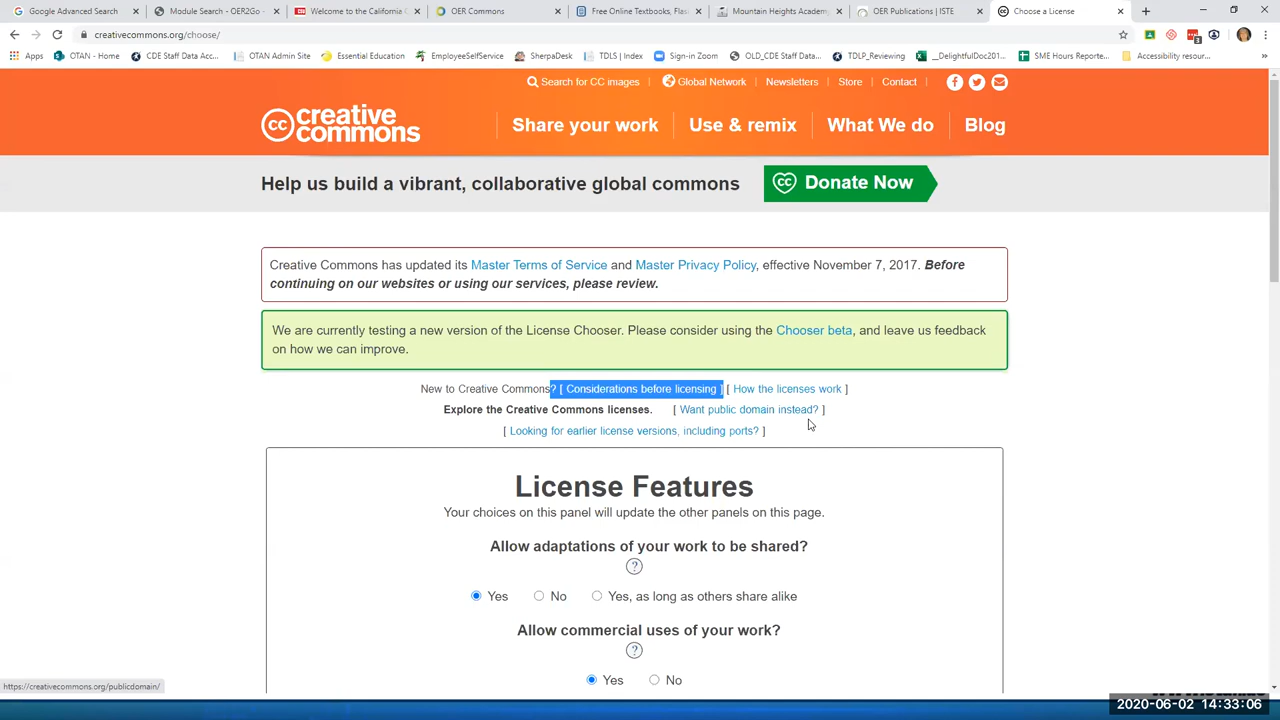 Google Advanced Search
Module Search - OER2Go
Welcome to the California
OER Commons
Free Online Textbooks, Flas
Mountain Heights Academy
OER Publications | ISTE
Choose a License
creativecommons.org/choose/
3
Apps
OTAN - Home
CDE Staff Data Acc...
OTAN Admin Site
Essential Education
EmployeeSelfService
SherpaDesk
TDLS | Index
Sign-in Zoom
OLD_CDE Staff Data...
TDLP_Reviewing
__DelightfulDoc201...
SME Hours Reporte...
Accessibility resour...
Search for CC images
Global Network
Newsletters
Store
Contact
cc creative commons
Share your work
Use & remix
What We do
Blog
Help us build a vibrant, collaborative global commons
cc Donate Now
Creative Commons has updated its Master Terms of Service and Master Privacy Policy, effective November 7, 2017. Before
continuing on our websites or using our services, please review.
We are currently testing a new version of the License Chooser. Please consider using the Chooser beta, and leave us feedback
on how we can improve.
New to Creative Commons? [ Considerations before licensing ] [ How the licenses work ]
Explore the Creative Commons licenses. [ Want public domain instead? ]
[ Looking for earlier license versions, including ports? ]
License Features
Your choices on this panel will update the other panels on this page.
Allow adaptations of your work to be shared?
?
Yes No Yes, as long as others share alike
Allow commercial uses of your work?
?
Yes No
https://creativecommons.org/publicdomain/
2020-06-02 14:33:06